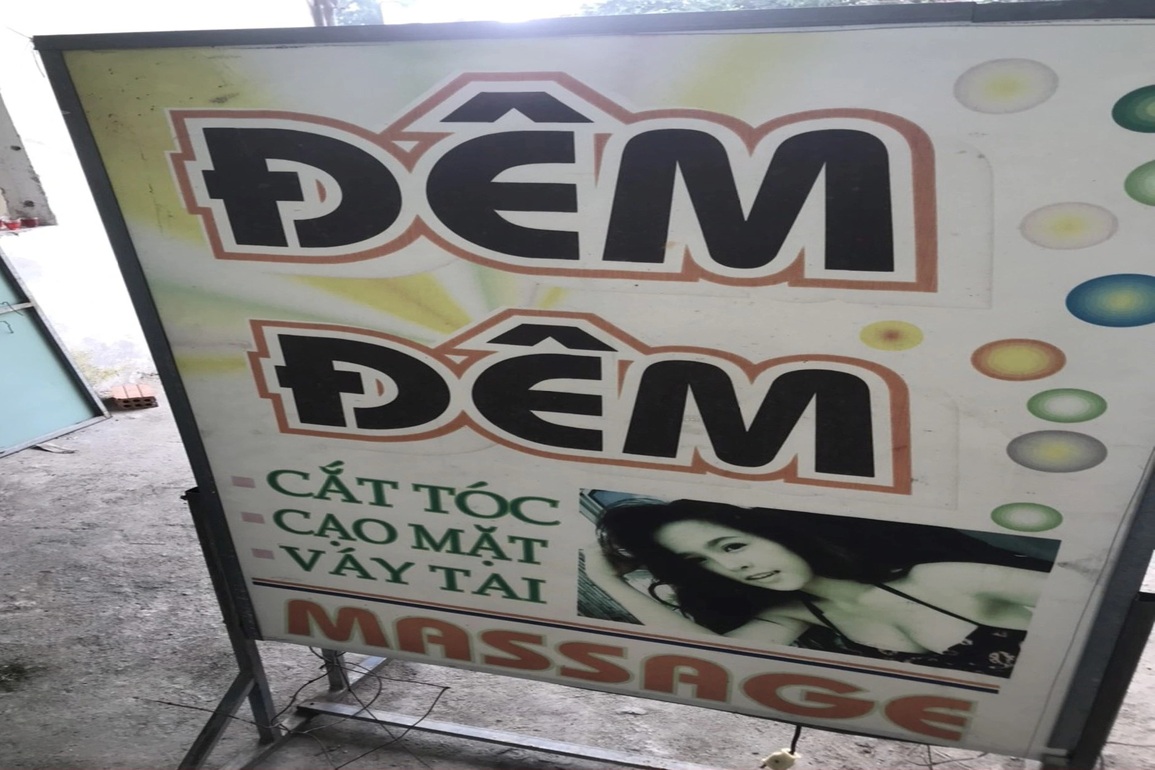 ĐÊM
ĐÊM
CẮT TÓC
CẠO MẶT
VÁY TAI
MASSAGE